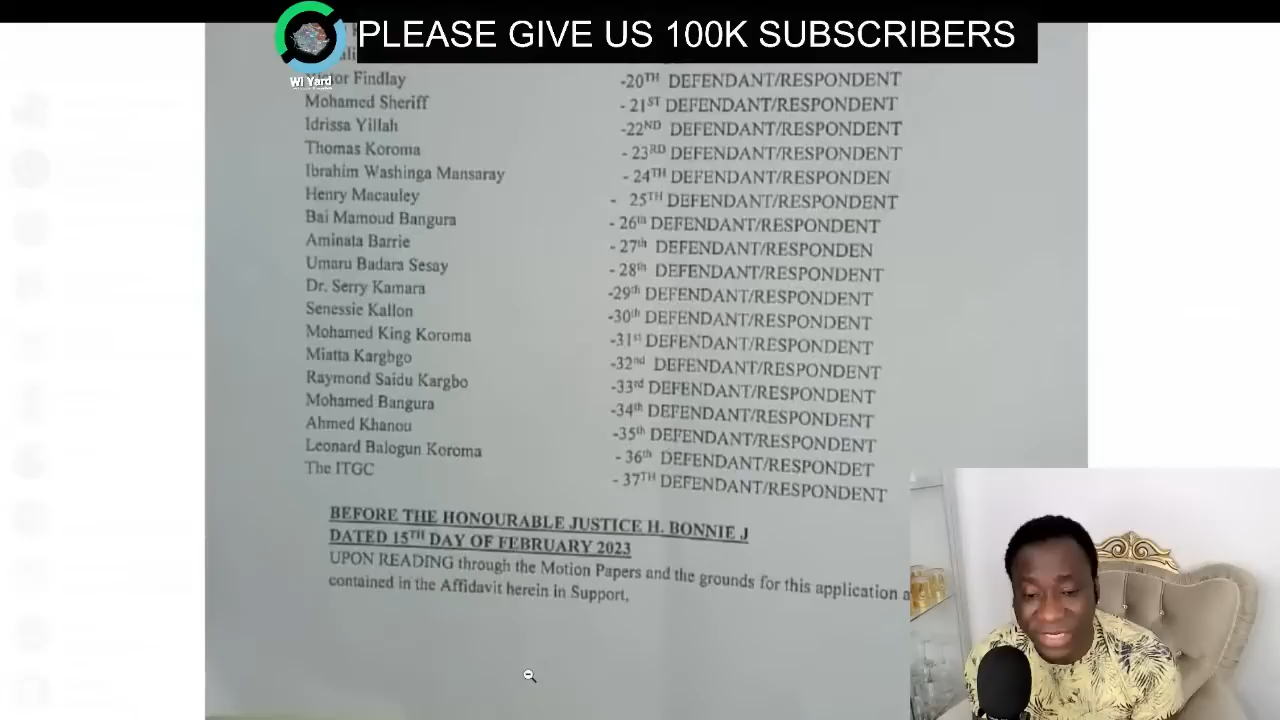 PLEASE GIVE US 100K SUBSCRIBERS
Wi Yard
Findlay -20TH DEFENDANT/RESPONDENT
Mohamed Sheriff - 21ST DEFENDANT/RESPONDENT
Idrissa Yillah -22ND DEFENDANT/RESPONDENT
Thomas Koroma - 23RD DEFENDANT/RESPONDENT
Ibrahim Washinga Mansaray - 24TH DEFENDANT/RESPONDEN
Henry Macauley - 25TH DEFENDANT/RESPONDENT
Bai Mamoud Bangura - 26th DEFENDANT/RESPONDENT
Aminata Barrie - 27th DEFENDANT/RESPONDEN
Umaru Badara Sesay - 28th DEFENDANT/RESPONDENT
Dr. Serry Kamara -29th DEFENDANT/RESPONDENT
Senessie Kallon -30th DEFENDANT/RESPONDENT
Mohamed King Koroma -31st DEFENDANT/RESPONDENT
Miatta Kargbgo -32nd DEFENDANT/RESPONDENT
Raymond Saidu Kargbo -33rd DEFENDANT/RESPONDENT
Mohamed Bangura -34th DEFENDANT/RESPONDENT
Ahmed Khanou -35th DEFENDANT/RESPONDENT
Leonard Balogun Koroma - 36th DEFENDANT/RESPONDET
The ITGC - 37TH DEFENDANT/RESPONDENT
BEFORE THE HONOURABLE JUSTICE H. BONNIE J
DATED 15TH DAY OF FEBRUARY 2023
UPON READING through the Motion Papers and the grounds for this application a
contained in the Affidavit herein in Support,